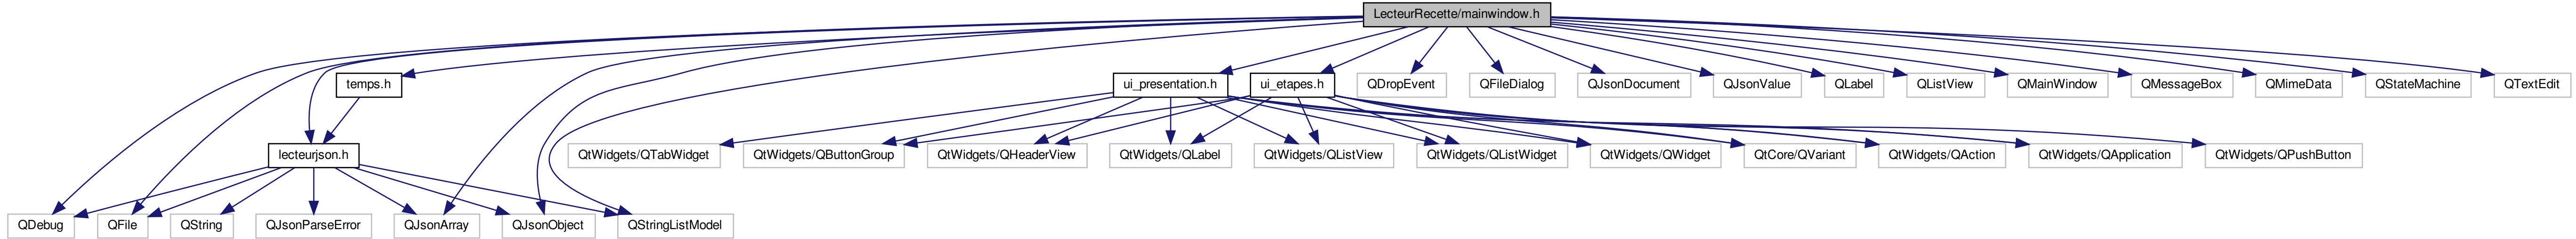 LecteurRecette/mainwindow.h
temps.h
ui_presentation.h
ui_etapes.h
QDropEvent
QFileDialog
QJsonDocument
QJsonValue
QLabel
QListView
QMainWindow
QMessageBox
QMimeData
QStateMachine
QTextEdit
lecteurjson.h
QtWidgets/QTabWidget
QtWidgets/QButtonGroup
QtWidgets/QHeaderView
QtWidgets/QLabel
QtWidgets/QListView
QtWidgets/QListWidget
QtWidgets/QWidget
QtCore/QVariant
QtWidgets/QAction
QtWidgets/QApplication
QtWidgets/QPushButton
QDebug
QFile
QString
QJsonParseError
QJsonArray
QJsonObject
QStringListModel